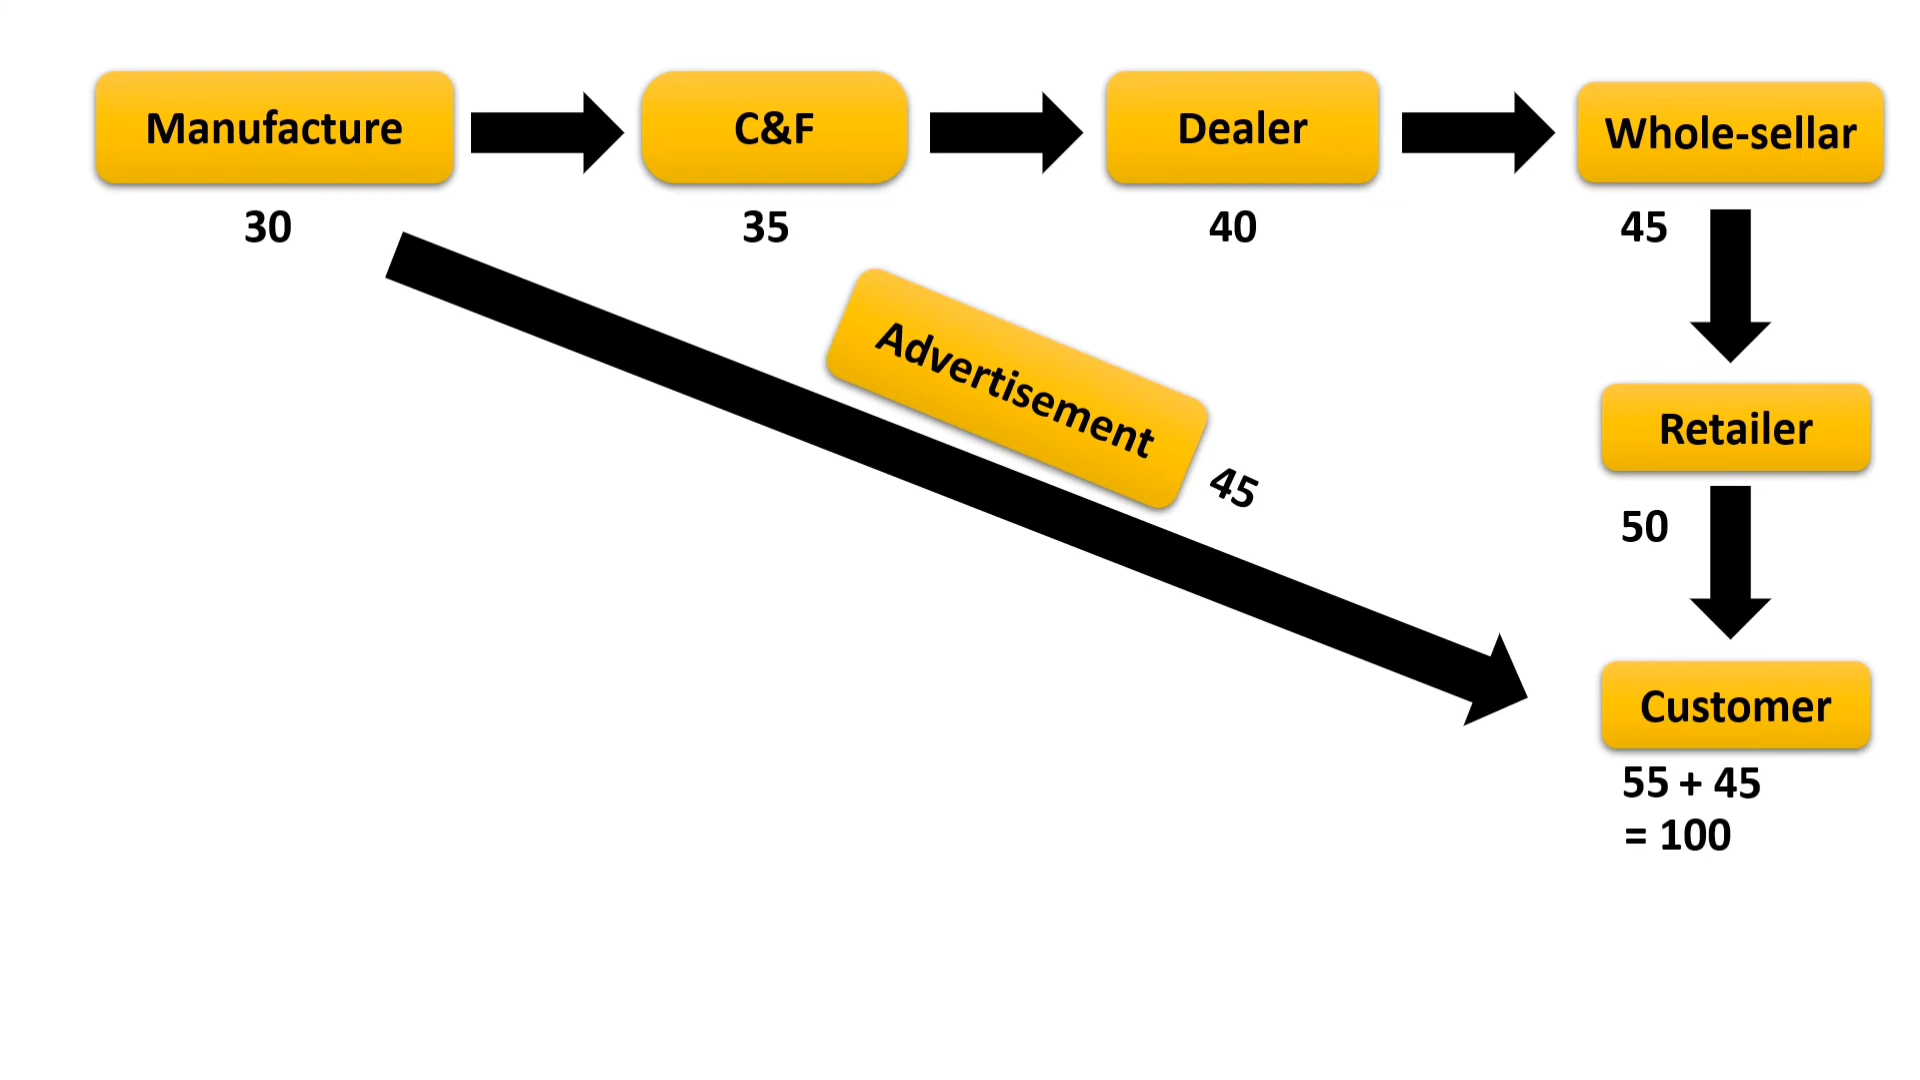 Manufacture
C&F
Dealer
Whole-sellar
30
35
40
45
Advertisement
45
Retailer
50
Customer
55 + 45
= 100